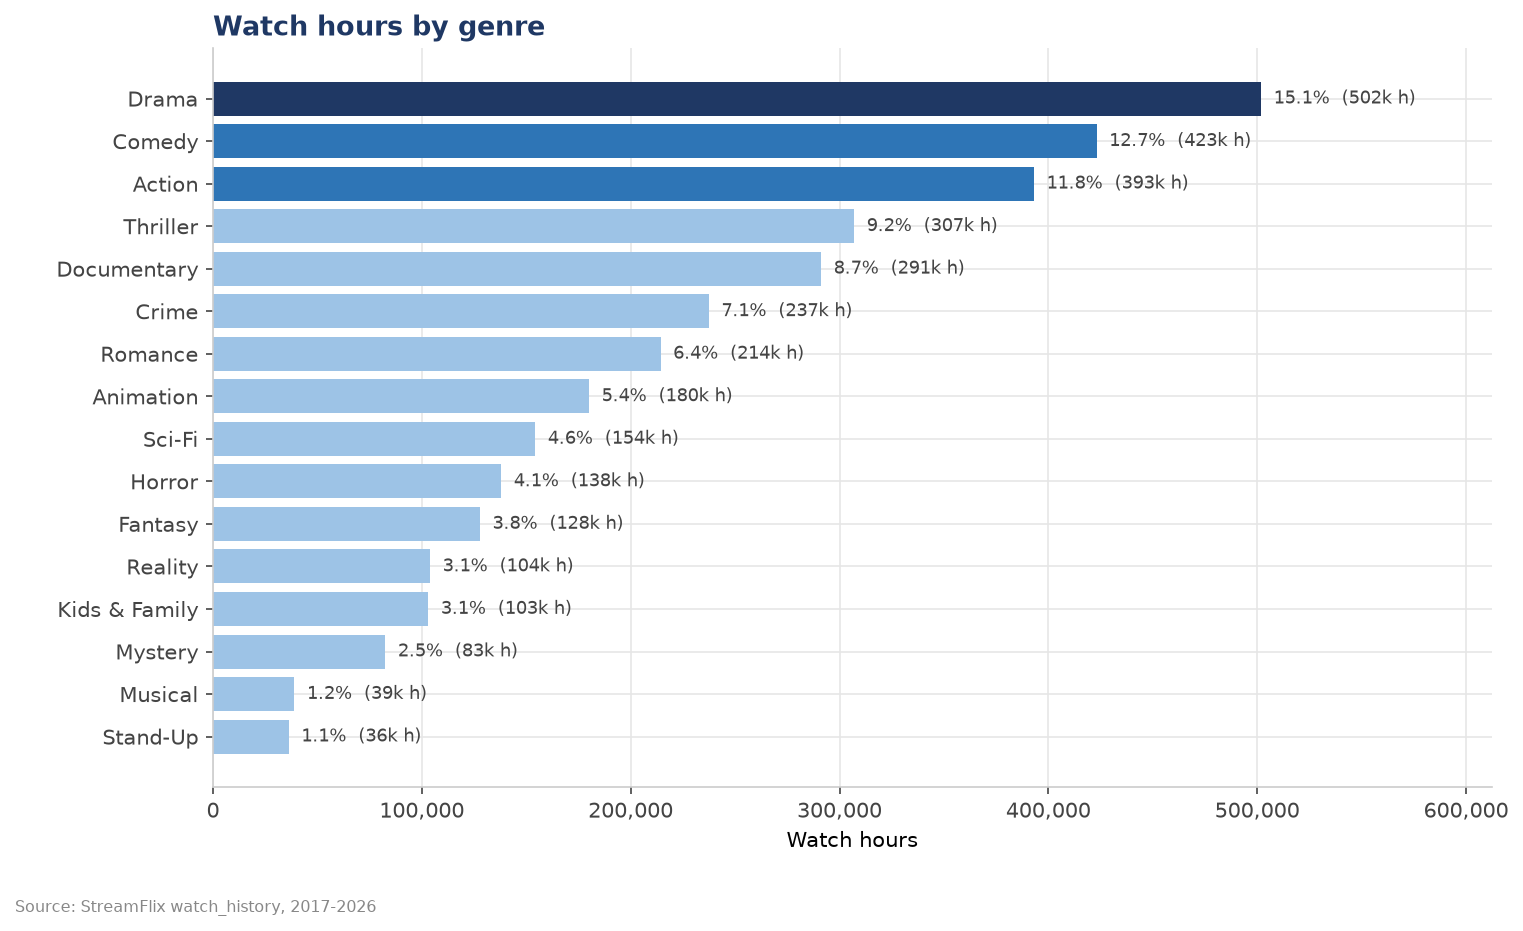 Watch hours by genre
Drama 15.1% (502k h)
Comedy 12.7% (423k h)
Action 11.8% (393k h)
Thriller 9.2% (307k h)
Documentary 8.7% (291k h)
Crime 7.1% (237k h)
Romance 6.4% (214k h)
Animation 5.4% (180k h)
Sci-Fi 4.6% (154k h)
Horror 4.1% (138k h)
Fantasy 3.8% (128k h)
Reality 3.1% (104k h)
Kids & Family 3.1% (103k h)
Mystery 2.5% (83k h)
Musical 1.2% (39k h)
Stand-Up 1.1% (36k h)
0 100,000 200,000 300,000 400,000 500,000 600,000
Watch hours
Source: StreamFlix watch_history, 2017-2026